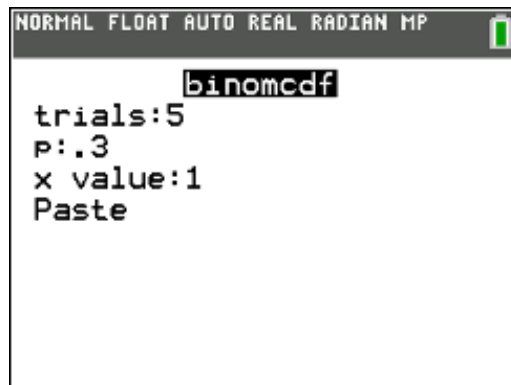 NORMAL FLOAT AUTO REAL RADIAN MP
binomcdf
trials:5
p:.3
x value:1
Paste